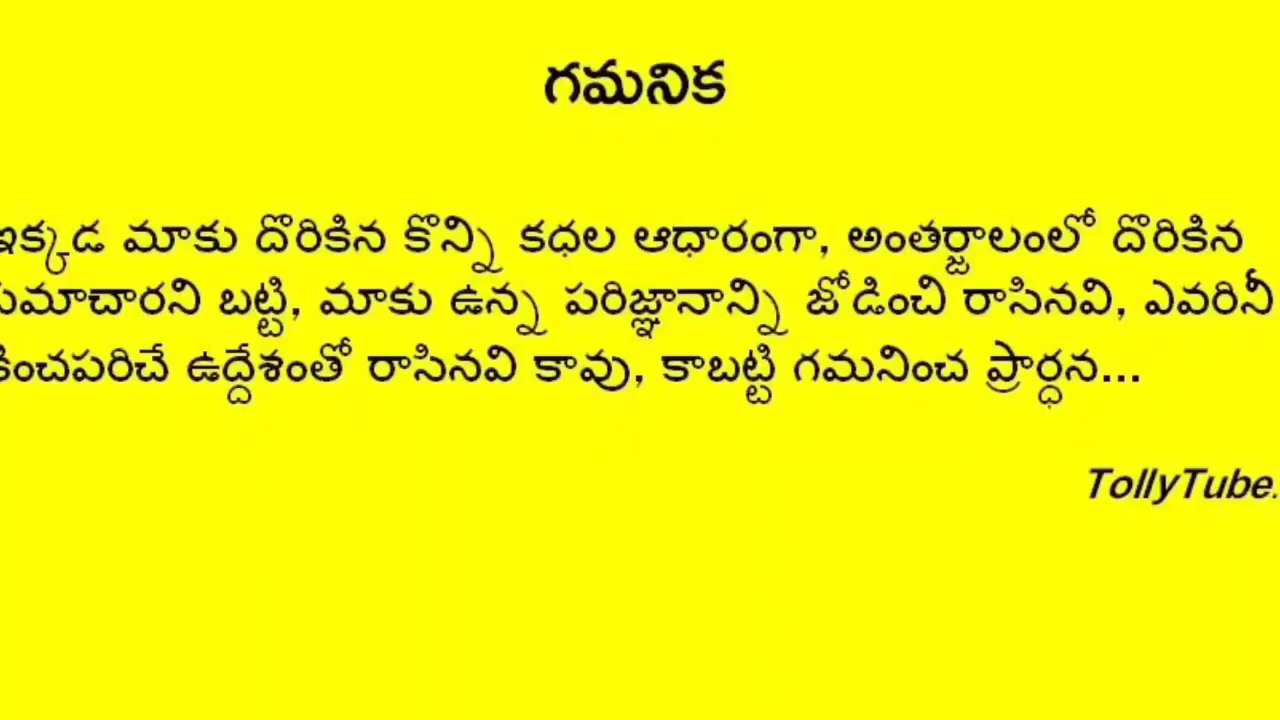 గమనిక
ఇక్కడ మాకు దొరికిన కొన్ని కధల ఆధారంగా, అంతర్జాలంలో దొరికిన
సమాచారని బట్టి, మాకు ఉన్న పరిజ్ఞానాన్ని జోడించి రాసినవి, ఎవరినీ
కించపరిచే ఉద్దేశంతో రాసినవి కావు, కాబట్టి గమనించ ప్రార్ధన...
TollyTube.